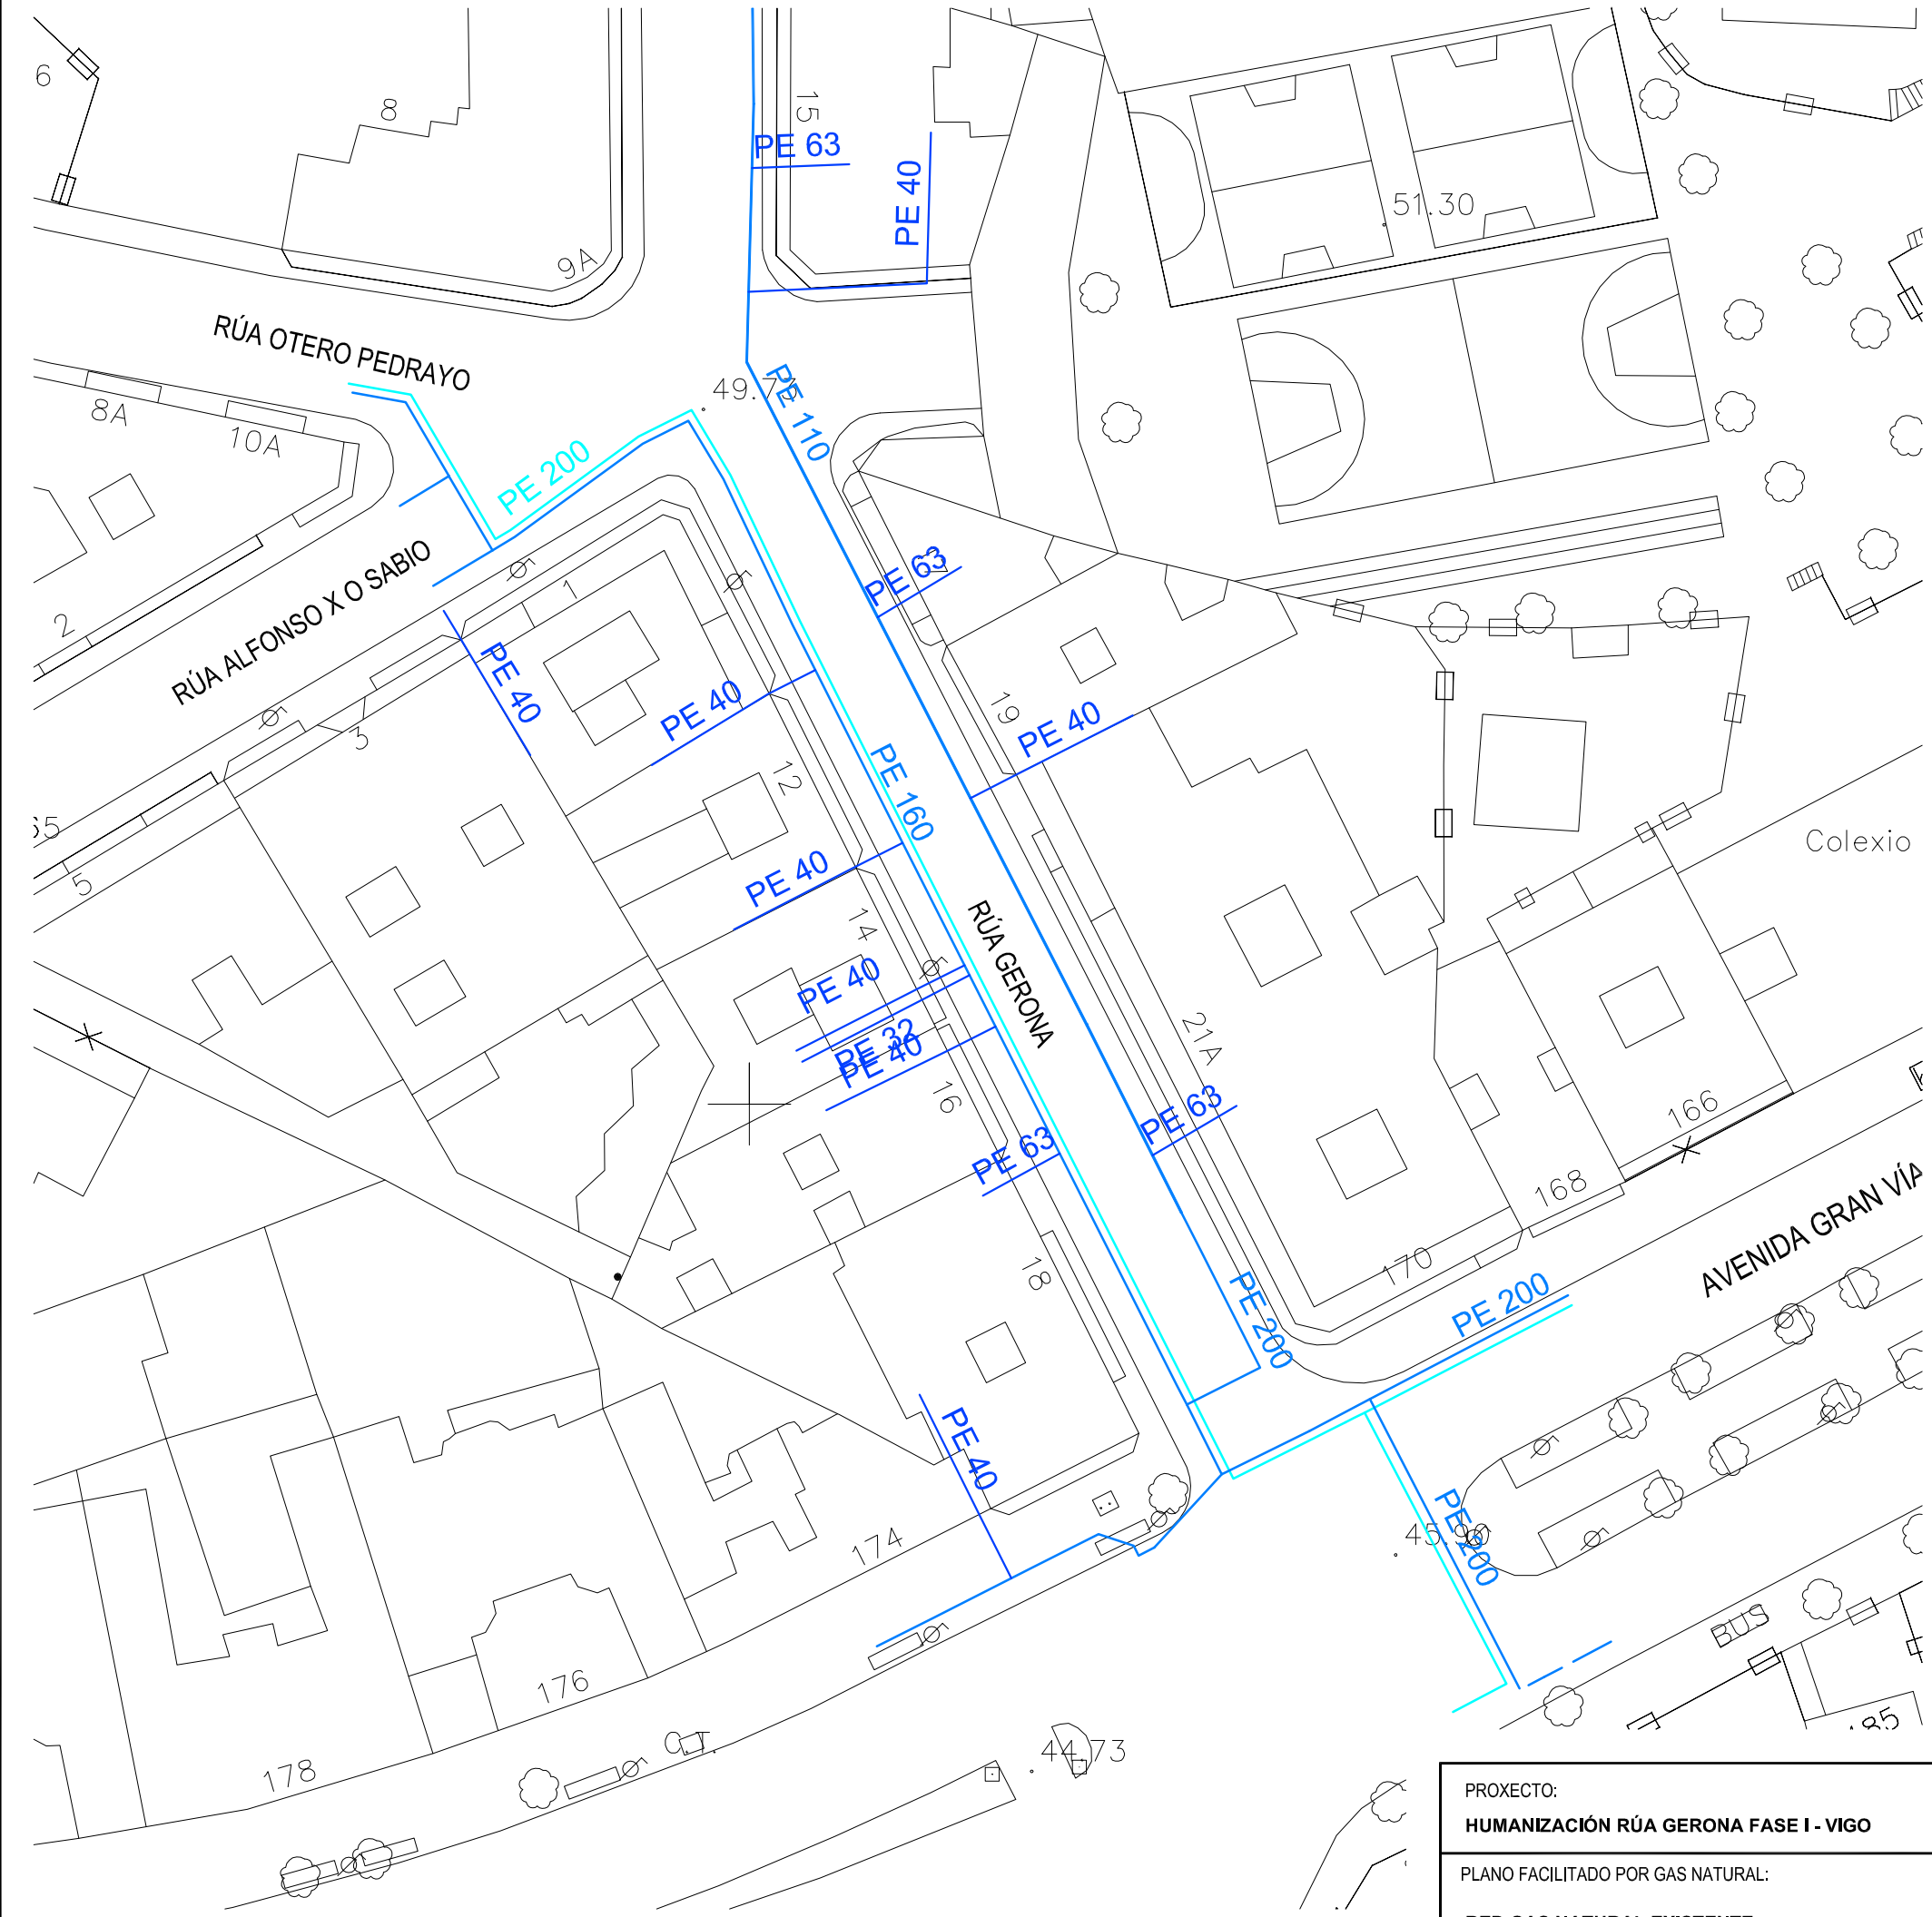 6
8
15
PE 63
PE 40
51.30
9A
RÚA OTERO PEDRAYO
8A
10A
49.73
PE 110
PE 200
RÚA ALFONSO X O SABIO
2
1
PE 63
PE 40
PE 40
19
PE 40
3
12
PE 160
5
PE 40
14
RÚA GERONA
Colexio
PE 40
PE 32
PE 40
16
21A
PE 63
PE 63
166
168
170
AVENIDA GRAN VÍA
18
PE 200
PE 200
PE 40
174
PE 200
BUS
176
178
C.T.
44.73
185
PROXECTO:
HUMANIZACIÓN RÚA GERONA FASE I - VIGO
PLANO FACILITADO POR GAS NATURAL: